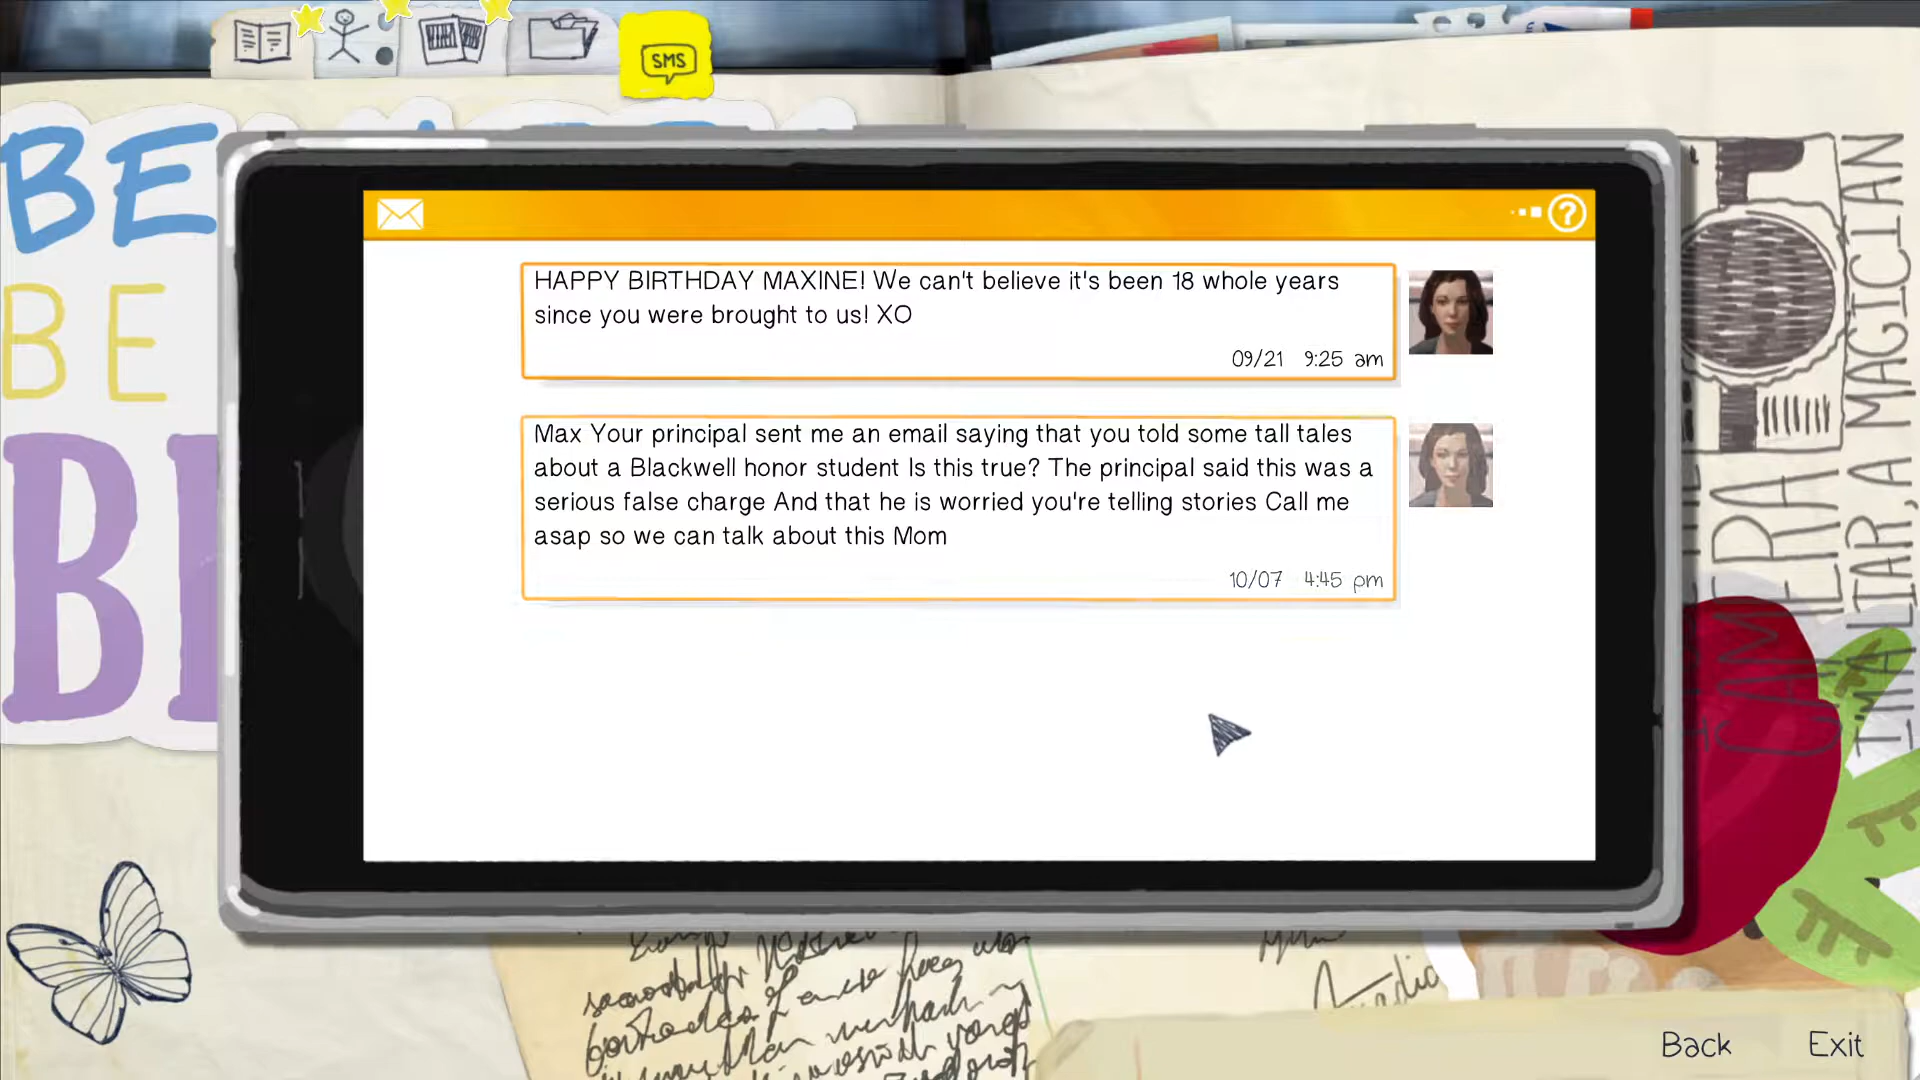 SMS
BE
BE
HAPPY BIRTHDAY MAXINE! We can't believe it's been 18 whole years
since you were brought to us! XO
09/21 9:25 am
Max Your principal sent me an email saying that you told some tall tales
about a Blackwell honor student Is this true? The principal said this was a
serious false charge And that he is worried you're telling stories Call me
asap so we can talk about this Mom
10/07 4:45 pm
?
CAMERA
I'M A LIAR, A MAGICIAN
Back
Exit